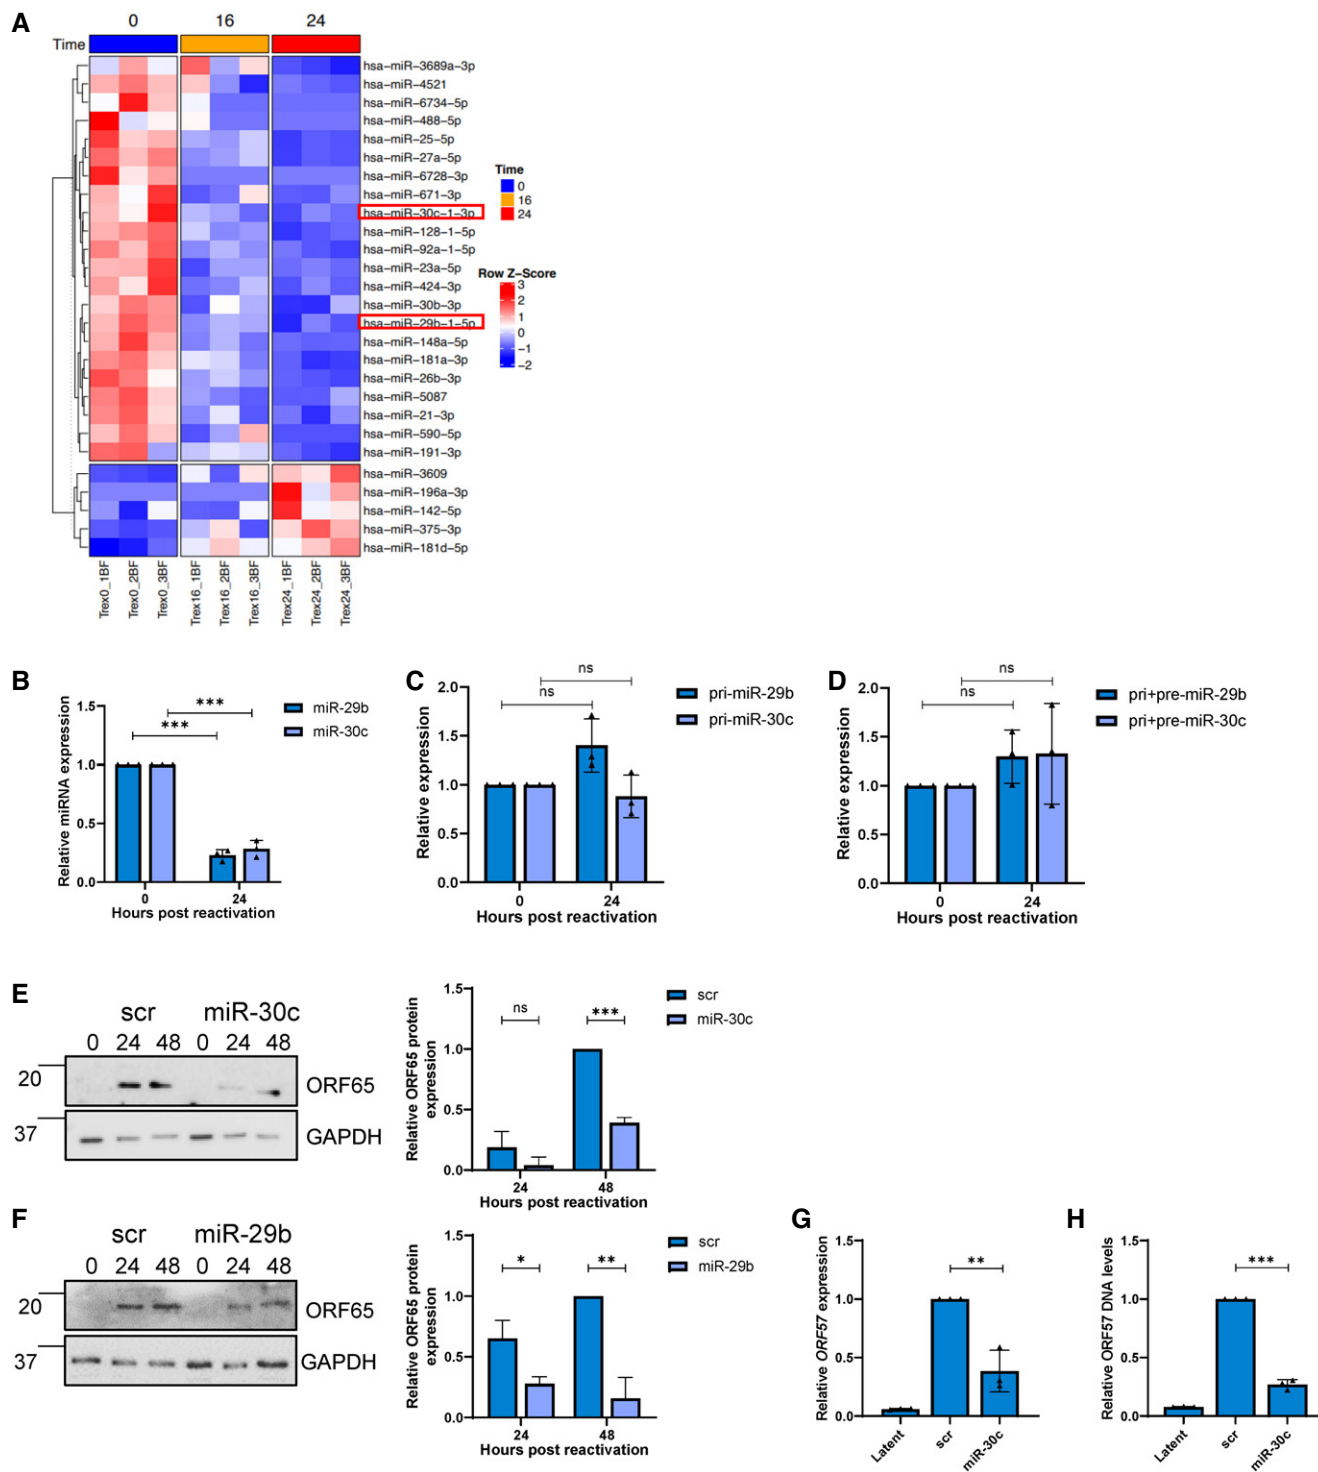 A
0 16 24
Time
hsa-miR-3689a-3p
hsa-miR-4521
hsa-miR-6734-5p
hsa-miR-488-5p
hsa-miR-25-5p
hsa-miR-27a-5p
hsa-miR-6728-3p
hsa-miR-671-3p
hsa-miR-30c-1-3p
hsa-miR-128-1-5p
hsa-miR-92a-1-5p
hsa-miR-23a-5p
hsa-miR-424-3p
hsa-miR-30b-3p
hsa-miR-29b-1-5p
hsa-miR-148a-5p
hsa-miR-181a-3p
hsa-miR-26b-3p
hsa-miR-5087
hsa-miR-21-3p
hsa-miR-590-5p
hsa-miR-191-3p
hsa-miR-3609
hsa-miR-196a-3p
hsa-miR-142-5p
hsa-miR-375-3p
hsa-miR-181d-5p
Trex0_1BF
Trex0_2BF
Trex0_3BF
Trex16_1BF
Trex16_2BF
Trex16_3BF
Trex24_1BF
Trex24_2BF
Trex24_3BF
Time
0
16
24
Row Z-Score
3
2
1
0
-1
-2
B
Relative miRNA expression
1.5
1.0
0.5
0.0
***
***
miR-29b
miR-30c
0 24
Hours post reactivation
C
Relative expression
2.0
1.5
1.0
0.5
0.0
ns
ns
pri-miR-29b
pri-miR-30c
0 24
Hours post reactivation
D
Relative expression
2.0
1.5
1.0
0.5
0.0
ns
ns
pri+pre-miR-29b
pri+pre-miR-30c
0 24
Hours post reactivation
E
scr miR-30c
0 24 48 0 24 48
20 ORF65
37 GAPDH
Relative ORF65 protein
expression
1.5
1.0
0.5
0.0
ns ***
scr
miR-30c
24 48
Hours post reactivation
F
scr miR-29b
0 24 48 0 24 48
20 ORF65
37 GAPDH
Relative ORF65 protein
expression
1.5
1.0
0.5
0.0
* **
scr
miR-29b
24 48
Hours post reactivation
G
Relative ORF57 expression
1.5
1.0
0.5
0.0
**
Latent scr miR-30c
H
Relative ORF57 DNA levels
1.5
1.0
0.5
0.0
***
Latent scr miR-30c